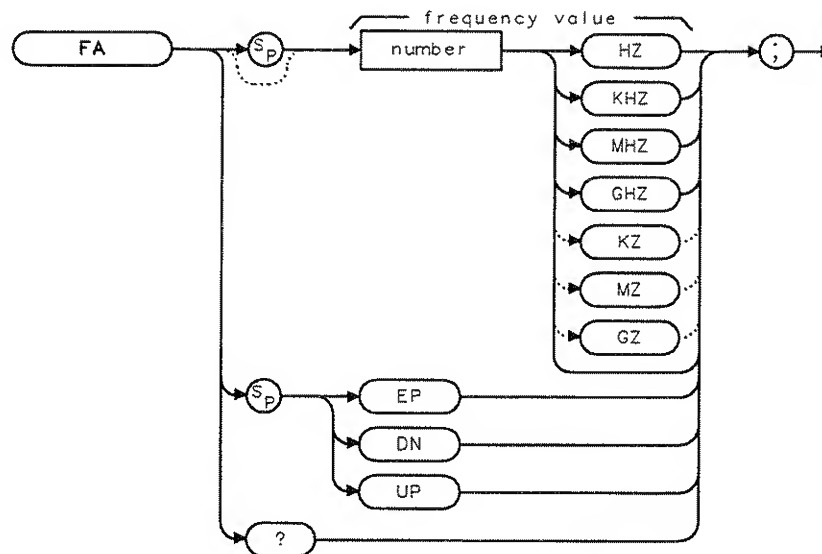 frequency value
FA
SP
number
HZ
;
KHZ
MHZ
GHZ
KZ
MZ
GZ
SP
EP
DN
UP
?